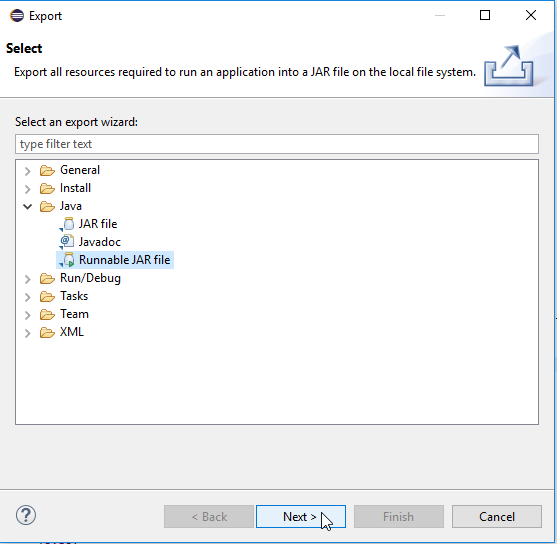 Export
Select
Export all resources required to run an application into a JAR file on the local file system.
Select an export wizard:
type filter text
General
Install
Java
JAR file
Javadoc
Runnable JAR file
Run/Debug
Tasks
Team
XML
< Back
Next >
Finish
Cancel